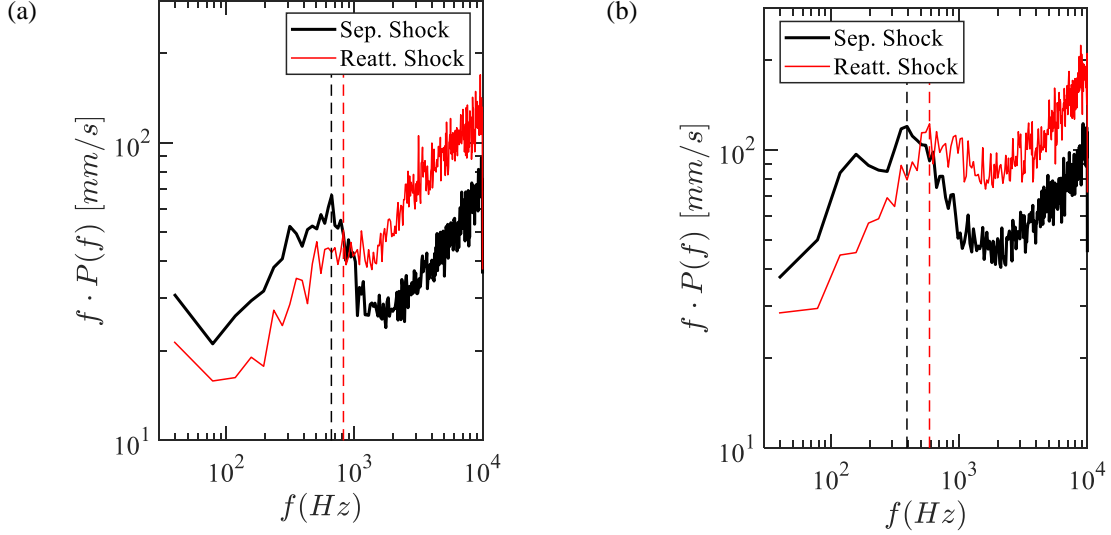 (a)
Sep. Shock
Reatt. Shock
f · P(f) [mm/s]
10^2
10^1
10^2
10^3
10^4
f(Hz)
(b)
Sep. Shock
Reatt. Shock
f · P(f) [mm/s]
10^2
10^1
10^2
10^3
10^4
f(Hz)